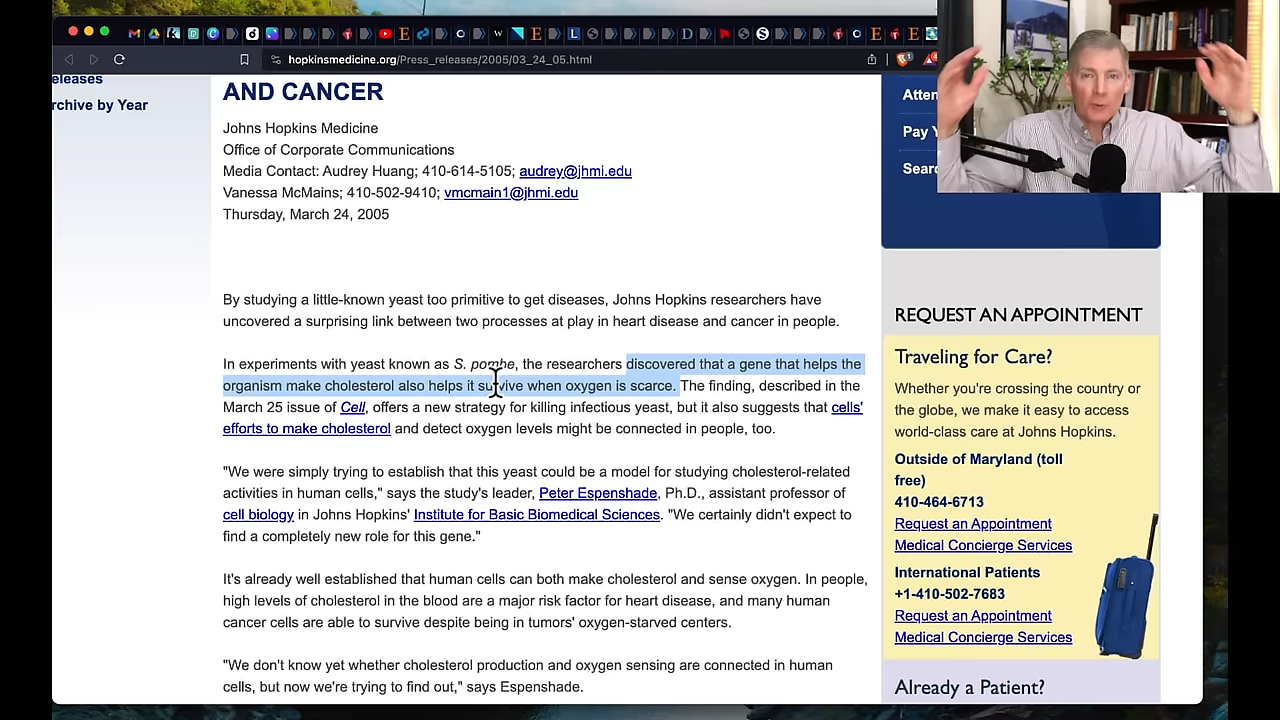 hopkinsmedicine.org/Press_releases/2005/03_24_05.html
eleases
rchive by Year
AND CANCER
Johns Hopkins Medicine
Office of Corporate Communications
Media Contact: Audrey Huang; 410-614-5105; audrey@jhmi.edu
Vanessa McMains; 410-502-9410; vmcmain1@jhmi.edu
Thursday, March 24, 2005
By studying a little-known yeast too primitive to get diseases, Johns Hopkins researchers have
uncovered a surprising link between two processes at play in heart disease and cancer in people.
In experiments with yeast known as S. pombe, the researchers discovered that a gene that helps the
organism make cholesterol also helps it survive when oxygen is scarce. The finding, described in the
March 25 issue of Cell, offers a new strategy for killing infectious yeast, but it also suggests that cells'
efforts to make cholesterol and detect oxygen levels might be connected in people, too.
"We were simply trying to establish that this yeast could be a model for studying cholesterol-related
activities in human cells," says the study's leader, Peter Espenshade, Ph.D., assistant professor of
cell biology in Johns Hopkins' Institute for Basic Biomedical Sciences. "We certainly didn't expect to
find a completely new role for this gene."
It's already well established that human cells can both make cholesterol and sense oxygen. In people,
high levels of cholesterol in the blood are a major risk factor for heart disease, and many human
cancer cells are able to survive despite being in tumors' oxygen-starved centers.
"We don't know yet whether cholesterol production and oxygen sensing are connected in human
cells, but now we're trying to find out," says Espenshade.
Atten
Pay Y
Searc
REQUEST AN APPOINTMENT
Traveling for Care?
Whether you're crossing the country or
the globe, we make it easy to access
world-class care at Johns Hopkins.
Outside of Maryland (toll
free)
410-464-6713
Request an Appointment
Medical Concierge Services
International Patients
+1-410-502-7683
Request an Appointment
Medical Concierge Services
Already a Patient?